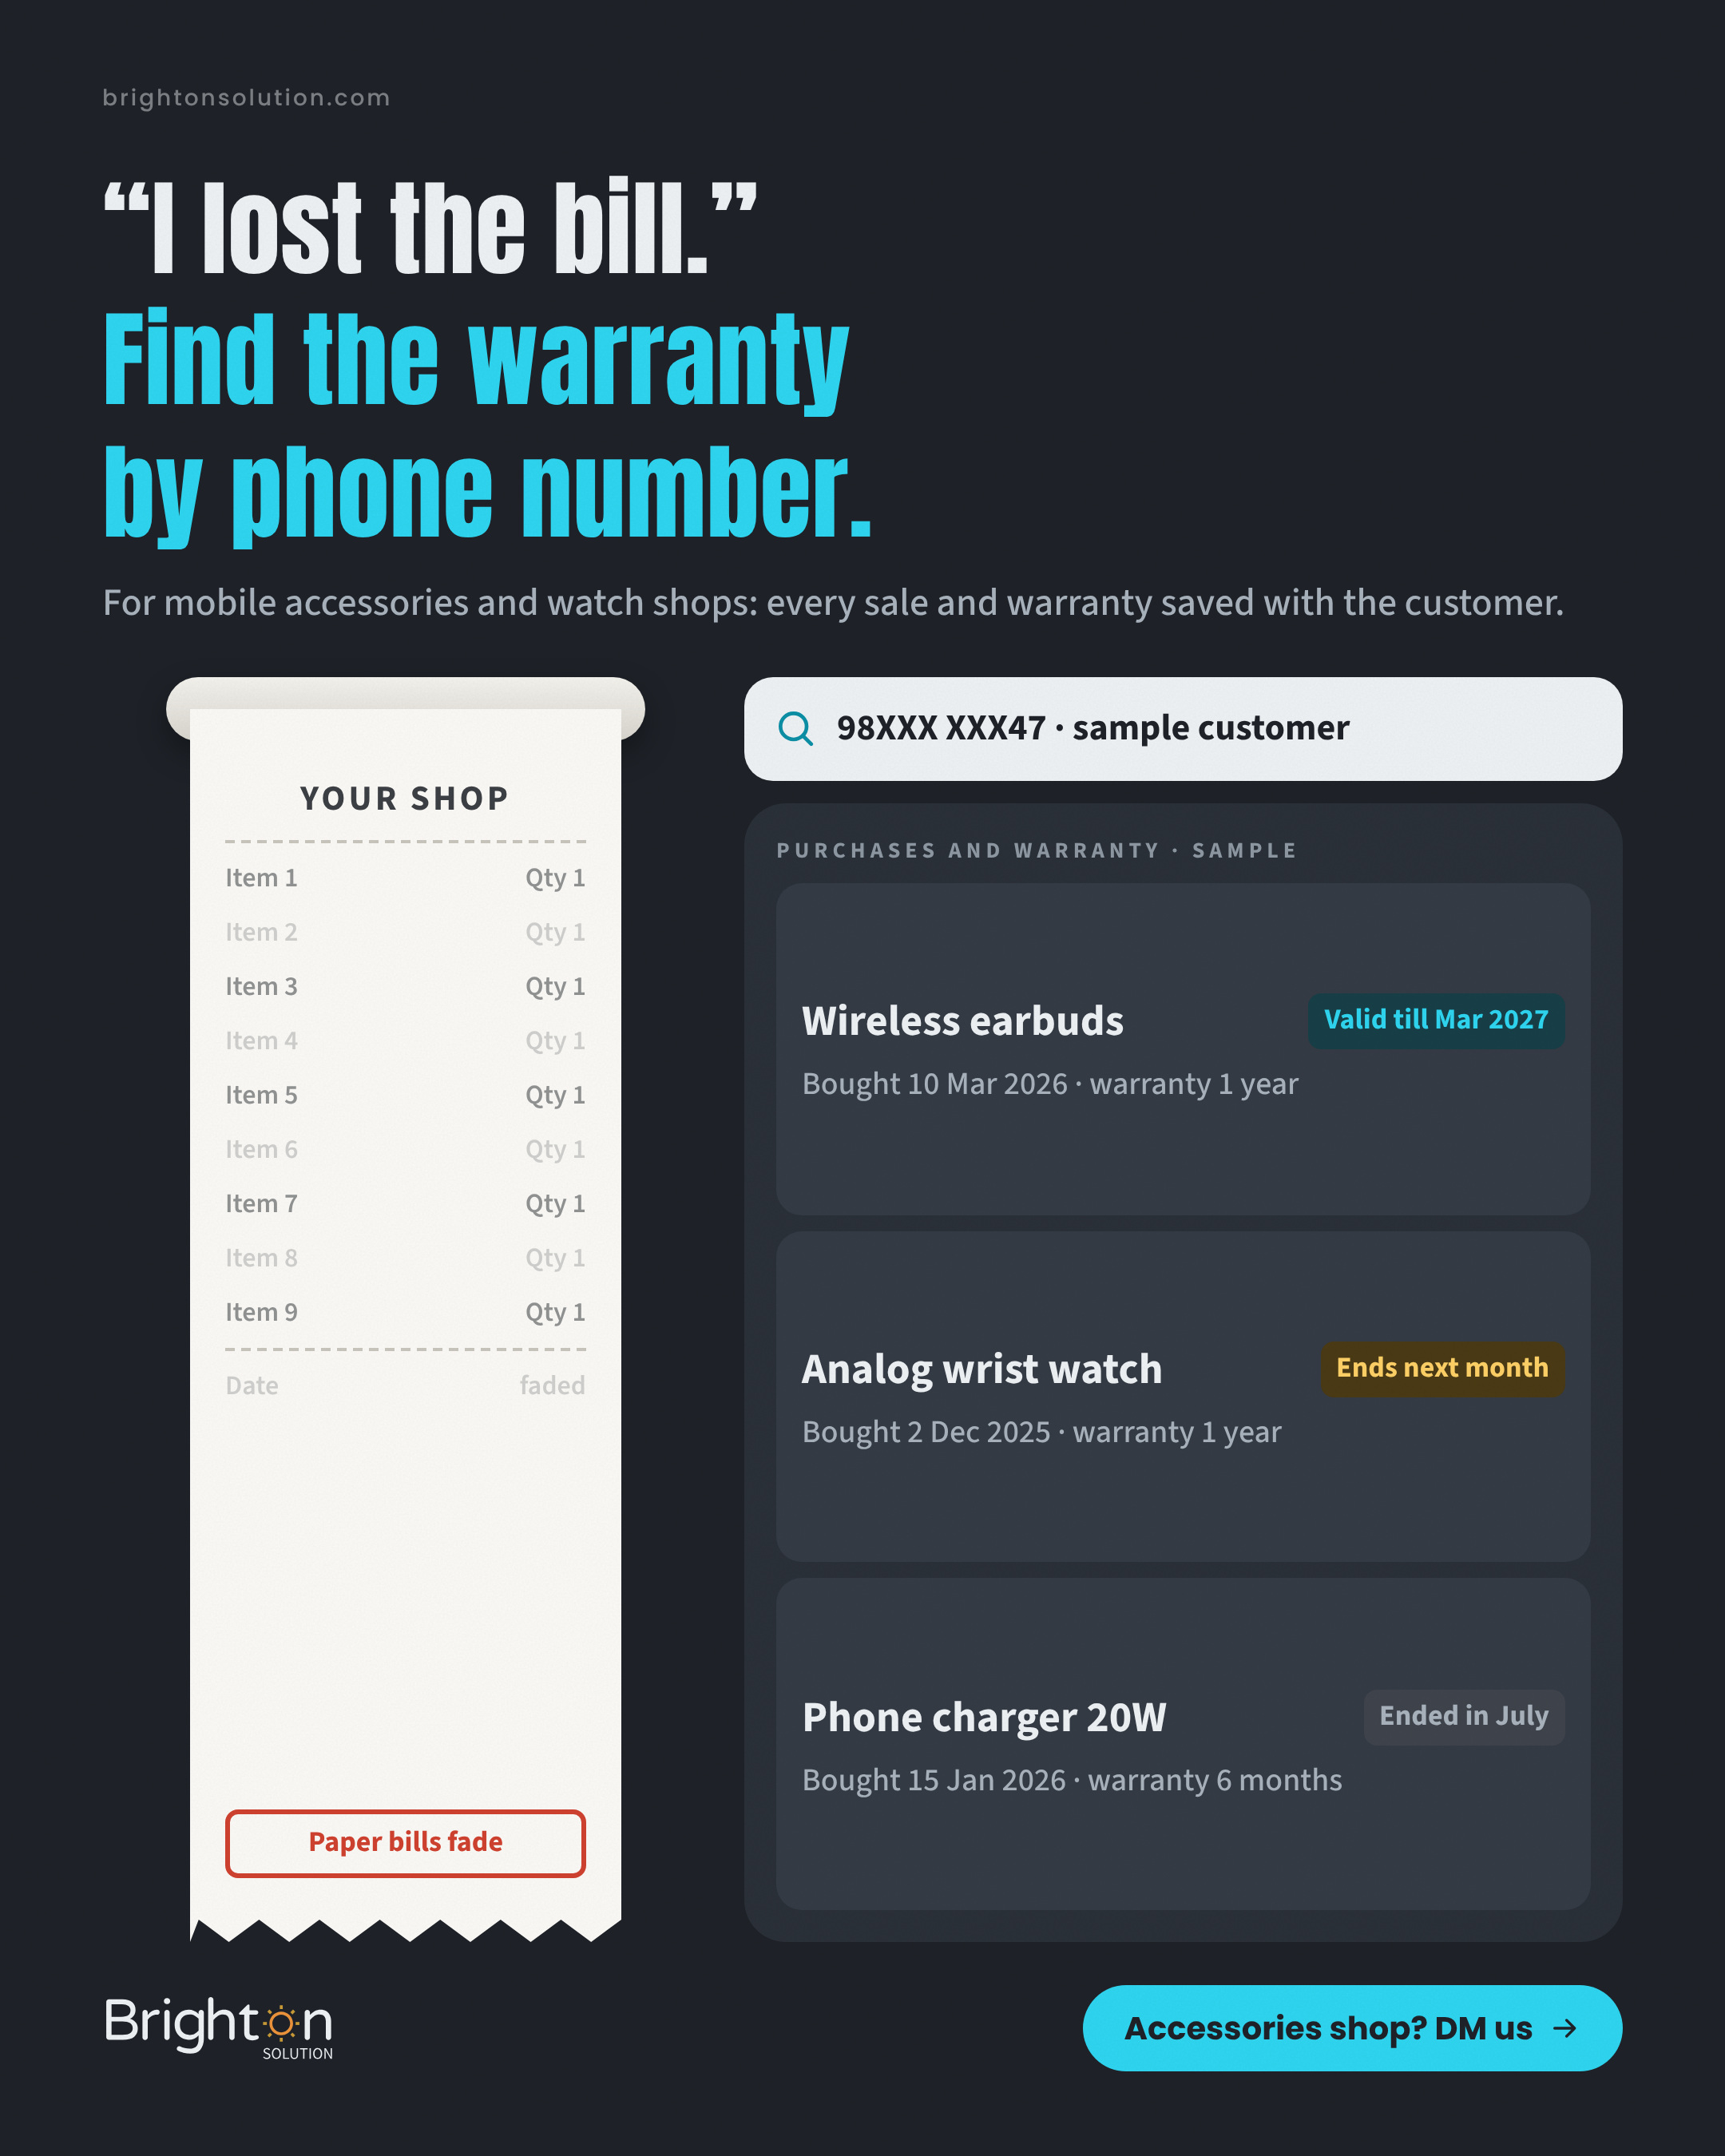 brightonsolution.com
“I lost the bill.”
Find the warranty
by phone number.
For mobile accessories and watch shops: every sale and warranty saved with the customer.
YOUR SHOP
Item 1 Qty 1
Item 2 Qty 1
Item 3 Qty 1
Item 4 Qty 1
Item 5 Qty 1
Item 6 Qty 1
Item 7 Qty 1
Item 8 Qty 1
Item 9 Qty 1
Date faded
Paper bills fade
98XXX XXX47 · sample customer
PURCHASES AND WARRANTY · SAMPLE
Wireless earbuds Valid till Mar 2027
Bought 10 Mar 2026 · warranty 1 year
Analog wrist watch Ends next month
Bought 2 Dec 2025 · warranty 1 year
Phone charger 20W Ended in July
Bought 15 Jan 2026 · warranty 6 months
Brighton
SOLUTION
Accessories shop? DM us →